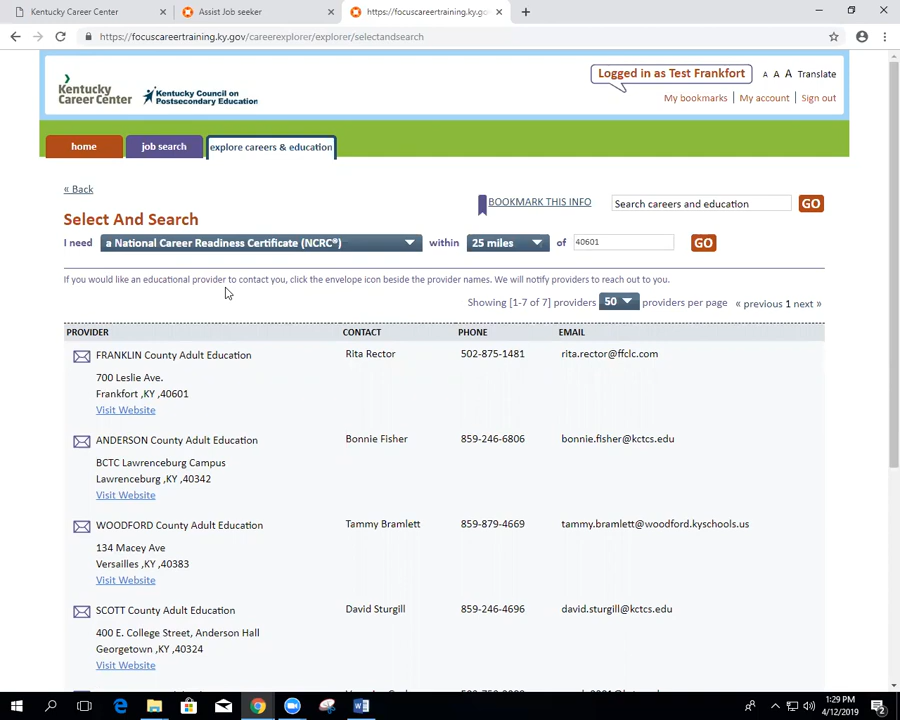 Kentucky Career Center
Assist Job seeker
https://focuscareertraining.ky.go
https://focuscareertraining.ky.gov/careerexplorer/explorer/selectandsearch
Kentucky
Career Center
Kentucky Council on
Postsecondary Education
Logged in as Test Frankfort
A A A Translate
My bookmarks | My account | Sign out
home
job search
explore careers & education
« Back
BOOKMARK THIS INFO
Search careers and education
GO
Select And Search
I need a National Career Readiness Certificate (NCRC®) within 25 miles of 40601 GO
If you would like an educational provider to contact you, click the envelope icon beside the provider names. We will notify providers to reach out to you.
Showing [1-7 of 7] providers 50 providers per page « previous 1 next »
PROVIDER CONTACT PHONE EMAIL
FRANKLIN County Adult Education Rita Rector 502-875-1481 rita.rector@ffclc.com
700 Leslie Ave.
Frankfort ,KY ,40601
Visit Website
ANDERSON County Adult Education Bonnie Fisher 859-246-6806 bonnie.fisher@kctcs.edu
BCTC Lawrenceburg Campus
Lawrenceburg ,KY ,40342
Visit Website
WOODFORD County Adult Education Tammy Bramlett 859-879-4669 tammy.bramlett@woodford.kyschools.us
134 Macey Ave
Versailles ,KY ,40383
Visit Website
SCOTT County Adult Education David Sturgill 859-246-4696 david.sturgill@kctcs.edu
400 E. College Street, Anderson Hall
Georgetown ,KY ,40324
Visit Website
1:29 PM
4/12/2019
2